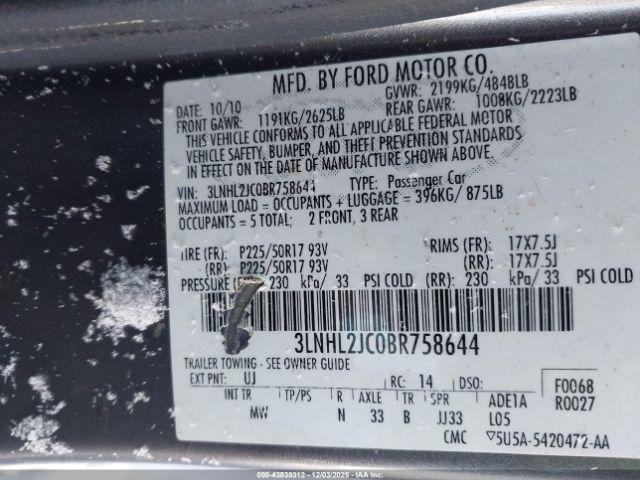 MFD. BY FORD MOTOR CO.
DATE: 10/10 GVWR: 2199KG/4848LB
FRONT GAWR: 1191KG/2625LB REAR GAWR: 1008KG/2223LB
THIS VEHICLE CONFORMS TO ALL APPLICABLE FEDERAL MOTOR
VEHICLE SAFETY, BUMPER, AND THEFT PREVENTION STANDARDS
IN EFFECT ON THE DATE OF MANUFACTURE SHOWN ABOVE.
VIN: 3LNHL2JC0BR758644 TYPE: Passenger Car
MAXIMUM LOAD = OCCUPANTS + LUGGAGE = 396KG/ 875LB
OCCUPANTS = 5 TOTAL; 2 FRONT, 3 REAR
TIRE (FR): P225/50R17 93V RIMS (FR): 17X7.5J
(RR): P225/50R17 93V (RR): 17X7.5J
PRESSURE 230 kPa/ 33 PSI COLD (RR): 230 kPa/ 33 PSI COLD
3LNHL2JC0BR758644
TRAILER TOWING - SEE OWNER GUIDE
EXT PNT: UJ RC: 14 DSO: F0068
INT TR TP/PS R AXLE TR SPR ADE1A R0027
MW N 33 B JJ33 L05
CMC 5U5A-5420472-AA
000-43838312 - 12/03/2025 - IAA